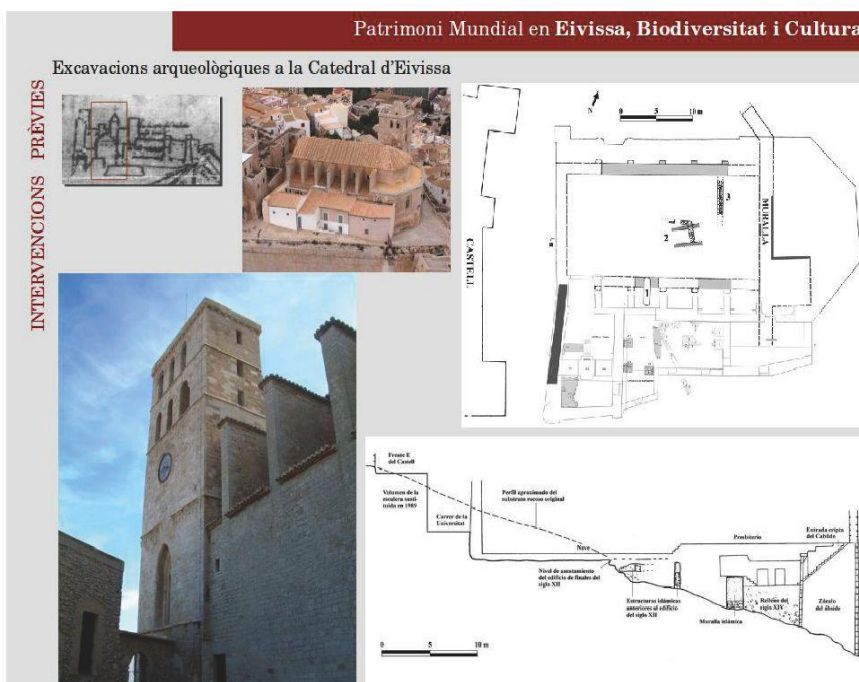 Patrimoni Mundial en Eivissa, Biodiversitat i Cultura
Excavacions arqueològiques a la Catedral d'Eivissa
INTERVENCIONS PRÈVIES
N
0 5 10 m
CASTELL
MURALLA
3
2
1
Frente E
del Castell
Volumen de la
escalera susti-
tuida en 1989
Carrer de la
Universitat
Perfil aproximado del
substrato rocoso original
Nave
Presbiterio
Entrada cripta
del Cabildo
Nivel de asentamiento
del edificio de finales del
siglo XII
Estructuras islámicas
anteriores al edificio
del siglo XII
Muralla islámica
Relleno del
siglo XIV
Zócalo
del ábside
0 5 10 m